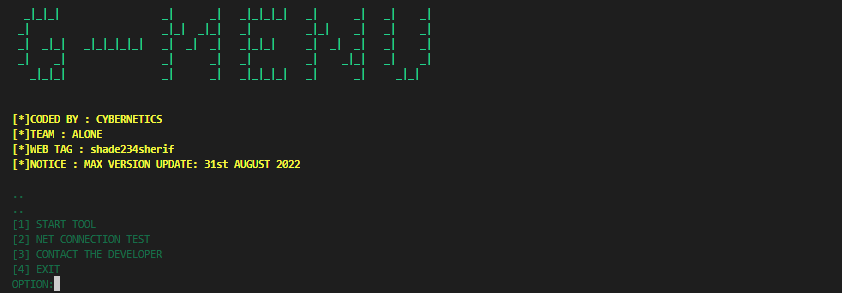 G-MENU
[*]CODED BY : CYBERNETICS
[*]TEAM : ALONE
[*]WEB TAG : shade234sherif
[*]NOTICE : MAX VERSION UPDATE: 31st AUGUST 2022
..
..
[1] START TOOL
[2] NET CONNECTION TEST
[3] CONTACT THE DEVELOPER
[4] EXIT
OPTION: